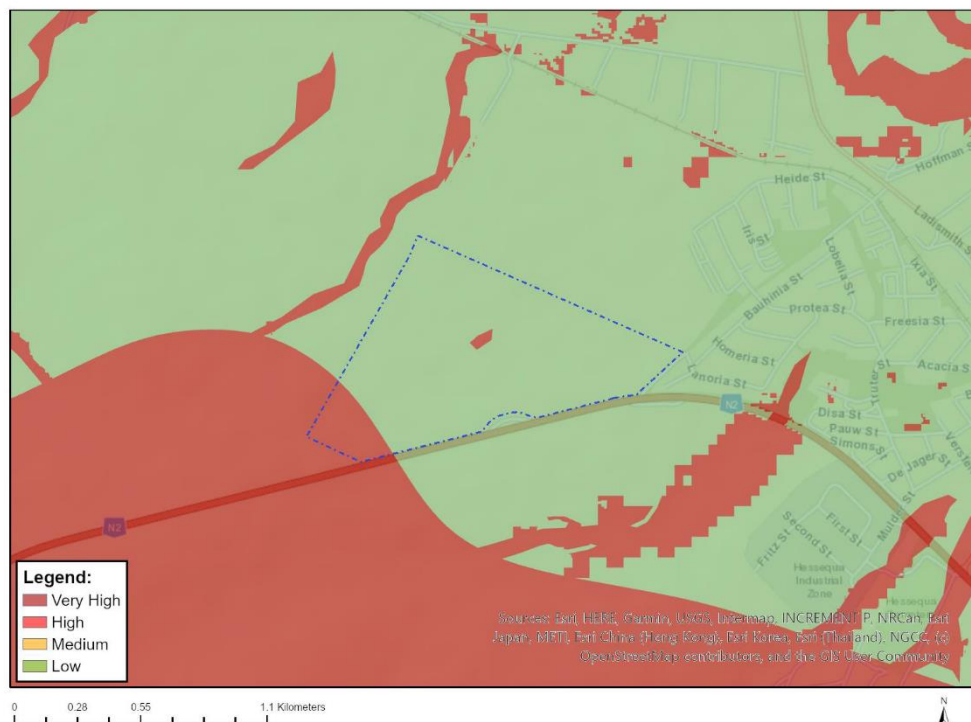 Heide St
Hoffman St
Ladismith St
Iris St
Lobelia St
Ixia St
Bauhinia St
Protea St
Freesia St
Homeria St
Acacia St
Lanoria St
Truter St
N2
Disa St
Pauw St
Simons St
De Jager St
Muldi St
First St
Second St
Fritz St
Hessequa
Industrial
Zone
Hessequa
N2
Legend:
Very High
High
Medium
Low
Sources: Esri, HERE, Garmin, USGS, Intermap, INCREMENT P, NRCan, Esri
Japan, METI, Esri China (Hong Kong), Esri Korea, Esri (Thailand), NGCC, (c)
OpenStreetMap contributors, and the GIS User Community
0 0.28 0.55 1.1 Kilometers
N